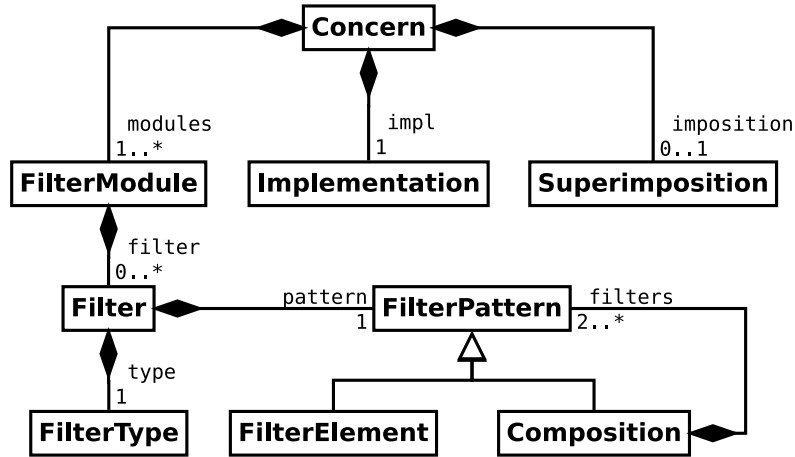 Concern
modules
1..*
impl
1
imposition
0..1
FilterModule
Implementation
Superimposition
filter
0..*
Filter
pattern
1
FilterPattern
filters
2..*
type
1
FilterType
FilterElement
Composition